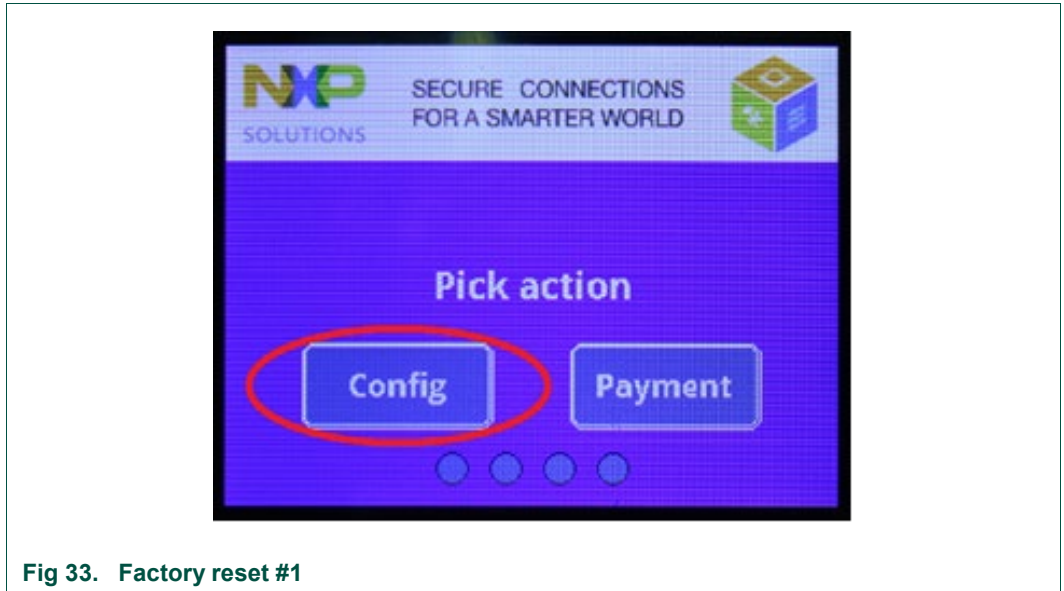 NXP
SECURE CONNECTIONS
SOLUTIONS
FOR A SMARTER WORLD
Pick action
Config
Payment
Fig 33. Factory reset #1